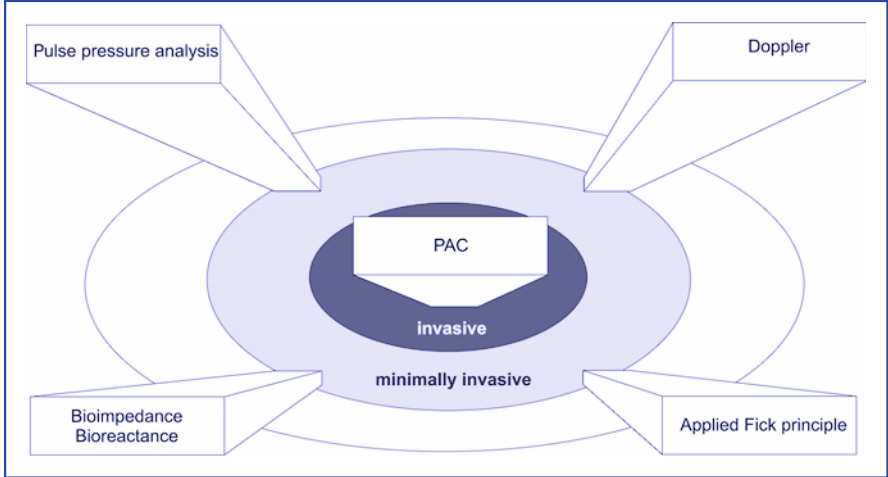 Pulse pressure analysis
Doppler
PAC
invasive
minimally invasive
Bioimpedance
Bioreactance
Applied Fick principle